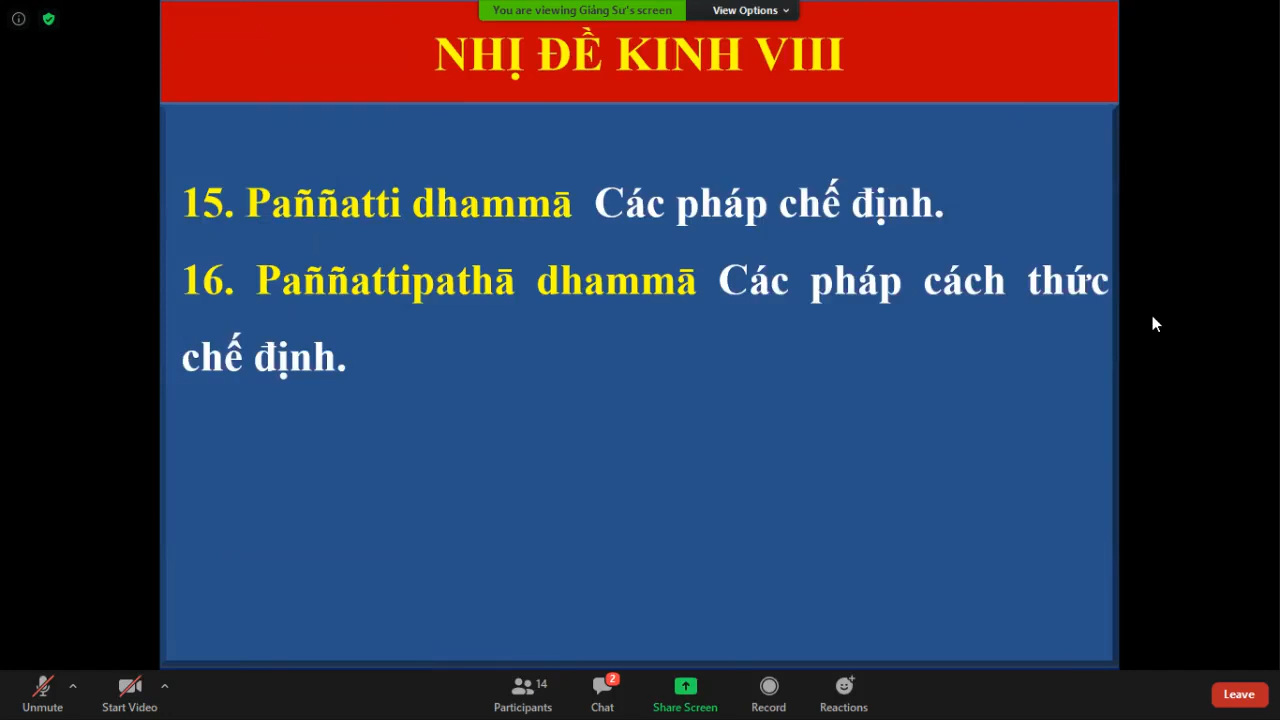 You are viewing Giảng Sư's screen
View Options
NHỊ ĐỀ KINH VIII
15. Paññatti dhammā Các pháp chế định.
16. Paññattipathā dhammā Các pháp cách thức
chế định.
Unmute
Start Video
Participants
14
Chat
2
Share Screen
Record
Reactions
Leave